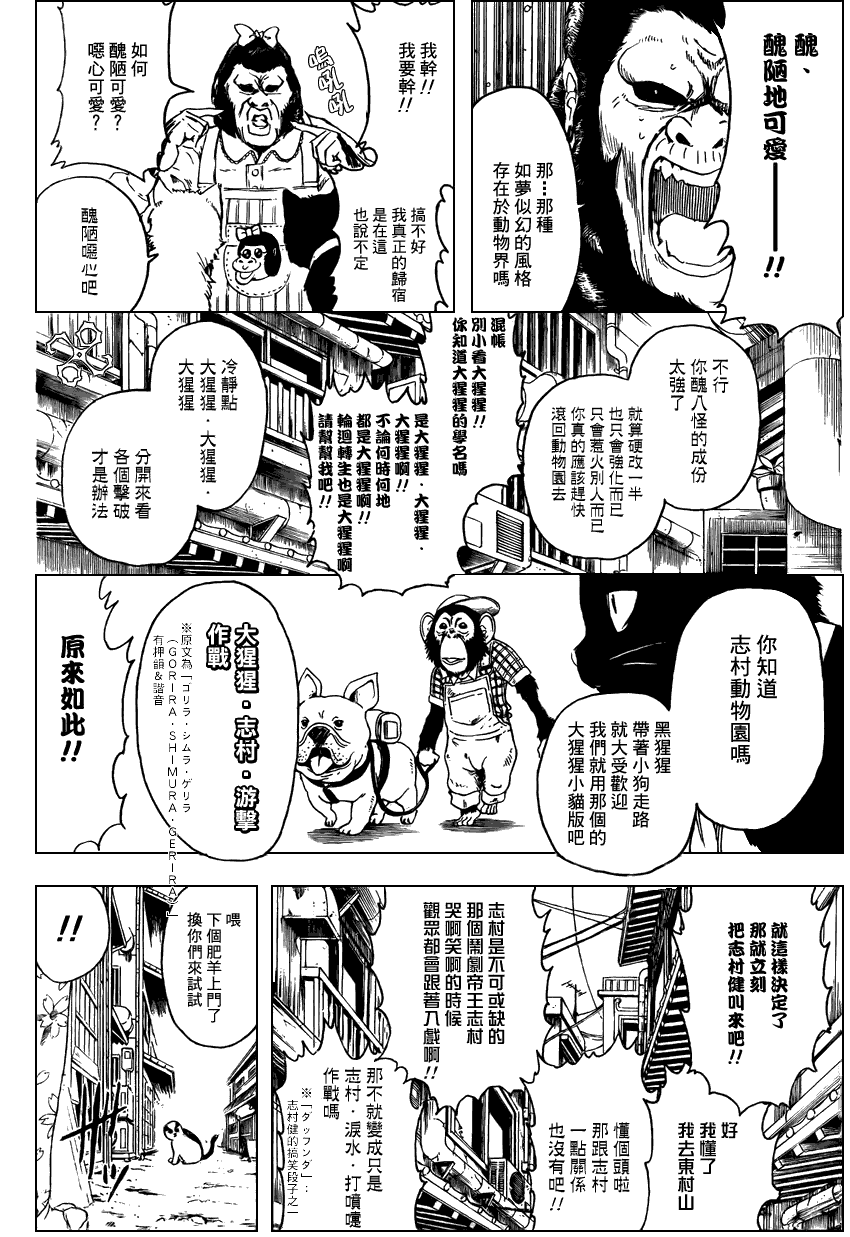 醜、
醜陋地可愛——!!
那…那種
如夢似幻的風格
存在於動物界嗎
我幹!!
我要幹!!
嗚吼吼
如何
醜陋可愛？
噁心可愛？
搞不好
我真正的歸宿
是在這
也說不定
醜陋噁心吧
不行
你醜八怪的成份
太強了
就算硬改一半
也只會強化而已
只會惹火別人而已
你真的應該趕快
滾回動物園去
混帳
別小看大猩猩!!
你知道大猩猩的學名嗎
是大猩猩．大猩猩．
大猩猩啊!!
不論何時何地
都是大猩猩啊!!
輪迴轉生也是大猩猩啊
請幫幫我吧!!
冷靜點
大猩猩．大猩猩．
大猩猩
分開來看
各個擊破
才是辦法
你知道
志村動物園嗎
黑猩猩
帶著小狗走路
就大受歡迎
我們就用那個的
大猩猩小貓版吧
大猩猩．志村．游擊
作戰
※原文為「ゴリラ．シムラ．ゲリラ
（GORIRA．SHIMURA．GERIRA）」
有押韻&諧音
原來如此!!
就這樣決定了
那就立刻
把志村健叫來吧!!
好
我懂了
我去東村山
懂個頭啦
那跟志村
一點關係
也沒有吧!!
志村是不可或缺的
那個鬧劇帝王志村
哭啊笑啊的時候
觀眾都會跟著入戲啊!!
那不就變成只是
志村．淚水．打噴嚏
作戰嗎
※「タッフンダ」：
志村健的搞笑段子之一
喂
下個肥羊上門了
換你們來試試
!!